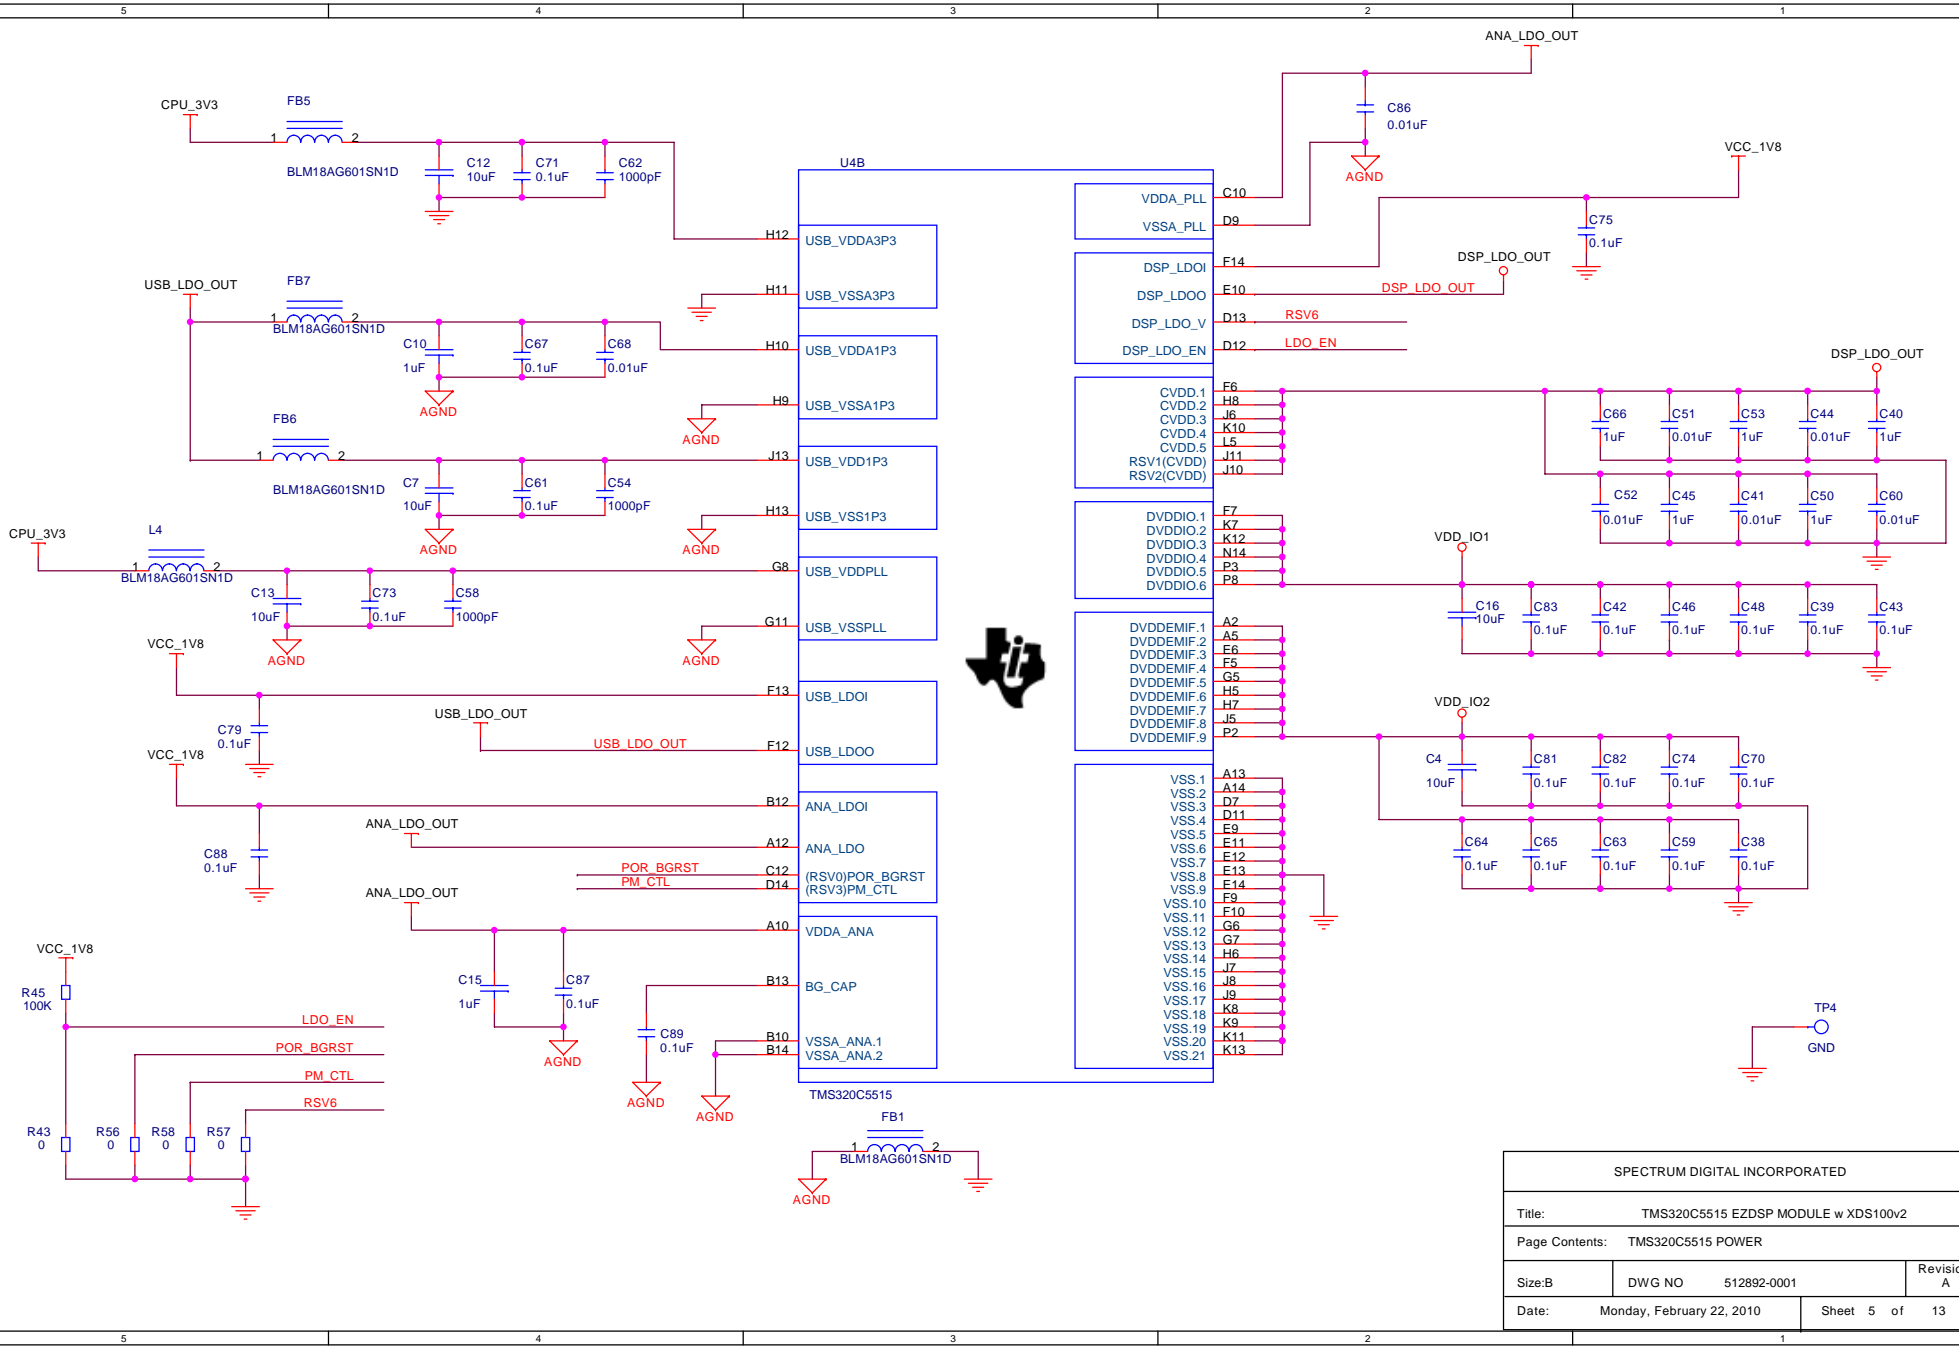 5 4 3 2 1
ANA_LDO_OUT
CPU_3V3
FB5
1 2
BLM18AG601SN1D
C12
10uF
C71
0.1uF
C62
1000pF
C86
0.01uF
AGND
VCC_1V8
C75
0.1uF
U4B
H12 USB_VDDA3P3
H11 USB_VSSA3P3
USB_LDO_OUT
FB7
1 2
BLM18AG601SN1D
C10
1uF
C67
0.1uF
C68
0.01uF
AGND
H10 USB_VDDA1P3
H9 USB_VSSA1P3
AGND
FB6
1 2
BLM18AG601SN1D
C7
10uF
C61
0.1uF
C54
1000pF
AGND
J13 USB_VDD1P3
H13 USB_VSS1P3
AGND
CPU_3V3
L4
1 2
BLM18AG601SN1D
C13
10uF
C73
0.1uF
C58
1000pF
AGND
G8 USB_VDDPLL
G11 USB_VSSPLL
AGND
VCC_1V8
C79
0.1uF
F13 USB_LDOI
USB_LDO_OUT
USB_LDO_OUT
F12 USB_LDOO
VCC_1V8
C88
0.1uF
B12 ANA_LDOI
ANA_LDO_OUT
A12 ANA_LDO
POR_BGRST C12 (RSV0)POR_BGRST
PM_CTL D14 (RSV3)PM_CTL
ANA_LDO_OUT
A10 VDDA_ANA
C15
1uF
C87
0.1uF
AGND
B13 BG_CAP
C89
0.1uF
AGND
B10 VSSA_ANA.1
B14 VSSA_ANA.2
AGND
TMS320C5515
VCC_1V8
R45
100K
LDO_EN
POR_BGRST
PM_CTL
RSV6
R43
0
R56
0
R58
0
R57
0
FB1
1 2
BLM18AG601SN1D
AGND
VDDA_PLL C10
VSSA_PLL D9
DSP_LDOI F14
DSP_LDOO E10 DSP_LDO_OUT
DSP_LDO_OUT
DSP_LDO_V D13 RSV6
DSP_LDO_EN D12 LDO_EN
CVDD.1 F6
CVDD.2 H8
CVDD.3 J6
CVDD.4 K10
CVDD.5 L5
RSV1(CVDD) J11
RSV2(CVDD) J10
DSP_LDO_OUT
C66
1uF
C51
0.01uF
C53
1uF
C44
0.01uF
C40
1uF
C52
0.01uF
C45
1uF
C41
0.01uF
C50
1uF
C60
0.01uF
DVDDIO.1 F7
DVDDIO.2 K7
DVDDIO.3 K12
DVDDIO.4 N14
DVDDIO.5 P3
DVDDIO.6 P8
VDD_IO1
C16
10uF
C83
0.1uF
C42
0.1uF
C46
0.1uF
C48
0.1uF
C39
0.1uF
C43
0.1uF
DVDDEMIF.1 A2
DVDDEMIF.2 A5
DVDDEMIF.3 E6
DVDDEMIF.4 F5
DVDDEMIF.5 G5
DVDDEMIF.6 H5
DVDDEMIF.7 H7
DVDDEMIF.8 J5
DVDDEMIF.9 P2
VDD_IO2
C4
10uF
C81
0.1uF
C82
0.1uF
C74
0.1uF
C70
0.1uF
C64
0.1uF
C65
0.1uF
C63
0.1uF
C59
0.1uF
C38
0.1uF
VSS.1 A13
VSS.2 A14
VSS.3 D7
VSS.4 D11
VSS.5 E9
VSS.6 E11
VSS.7 E12
VSS.8 E13
VSS.9 E14
VSS.10 F9
VSS.11 F10
VSS.12 G6
VSS.13 G7
VSS.14 H6
VSS.15 J7
VSS.16 J8
VSS.17 J9
VSS.18 K8
VSS.19 K9
VSS.20 K11
VSS.21 K13
TP4
GND
SPECTRUM DIGITAL INCORPORATED
Title: TMS320C5515 EZDSP MODULE w XDS100v2
Page Contents: TMS320C5515 POWER
Size:B DWG NO 512892-0001 Revisio
A
Date: Monday, February 22, 2010 Sheet 5 of 13
5 4 3 2 1